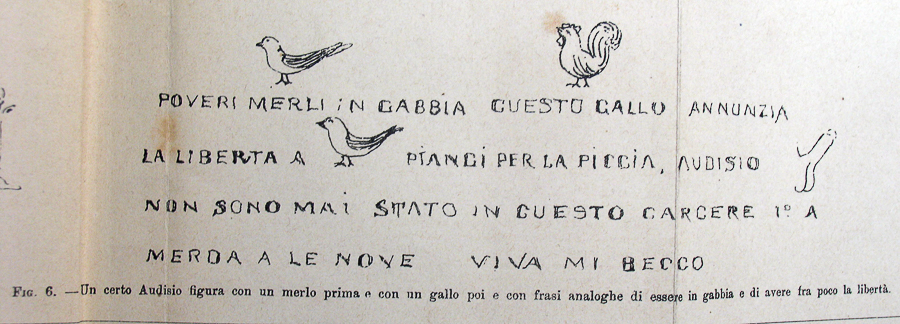 POVERI MERLI IN GABBIA GUESTO GALLO ANNUNZIA
LA LIBERTA A PIANGI PER LA PICCIA, AUDISIO
NON SONO MAI STATO IN GUESTO CARCERE 1º A
MERDA A LE NOVE VIVA MI BECCO
FIG. 6. —Un certo Audisio figura con un merlo prima e con un gallo poi e con frasi analoghe di essere in gabbia e di avere fra poco la libertà.